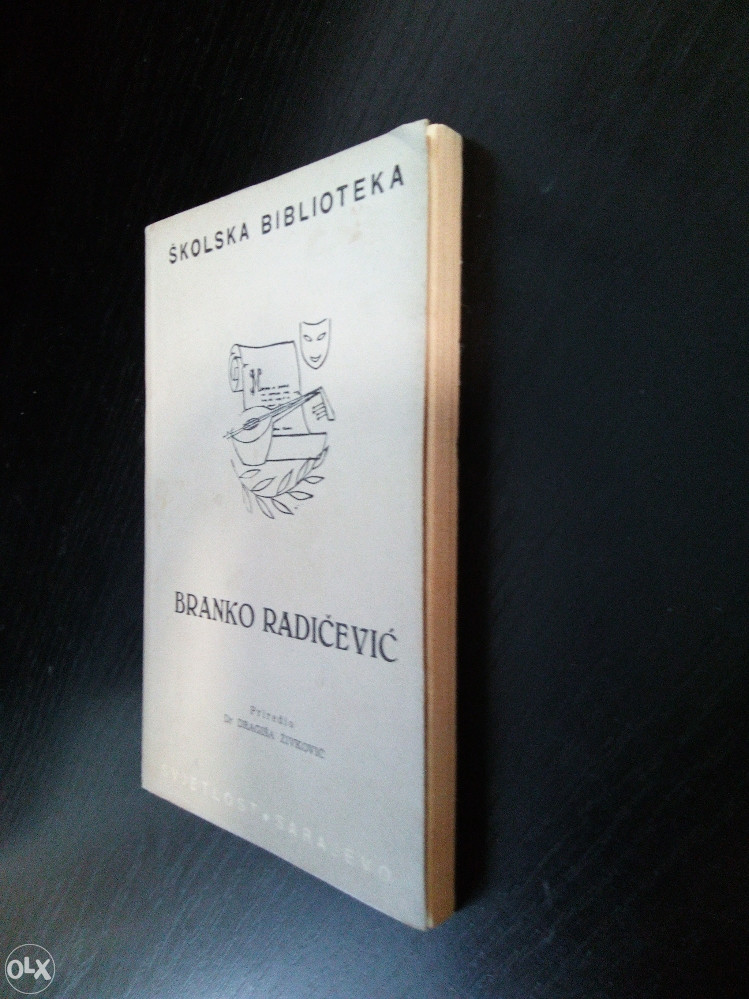 ŠKOLSKA BIBLIOTEKA
BRANKO RADIČEVIĆ
Priredio
Dr DRAGIŠA ŽIVKOVIĆ
SVJETLOST • SARAJEVO
OLX